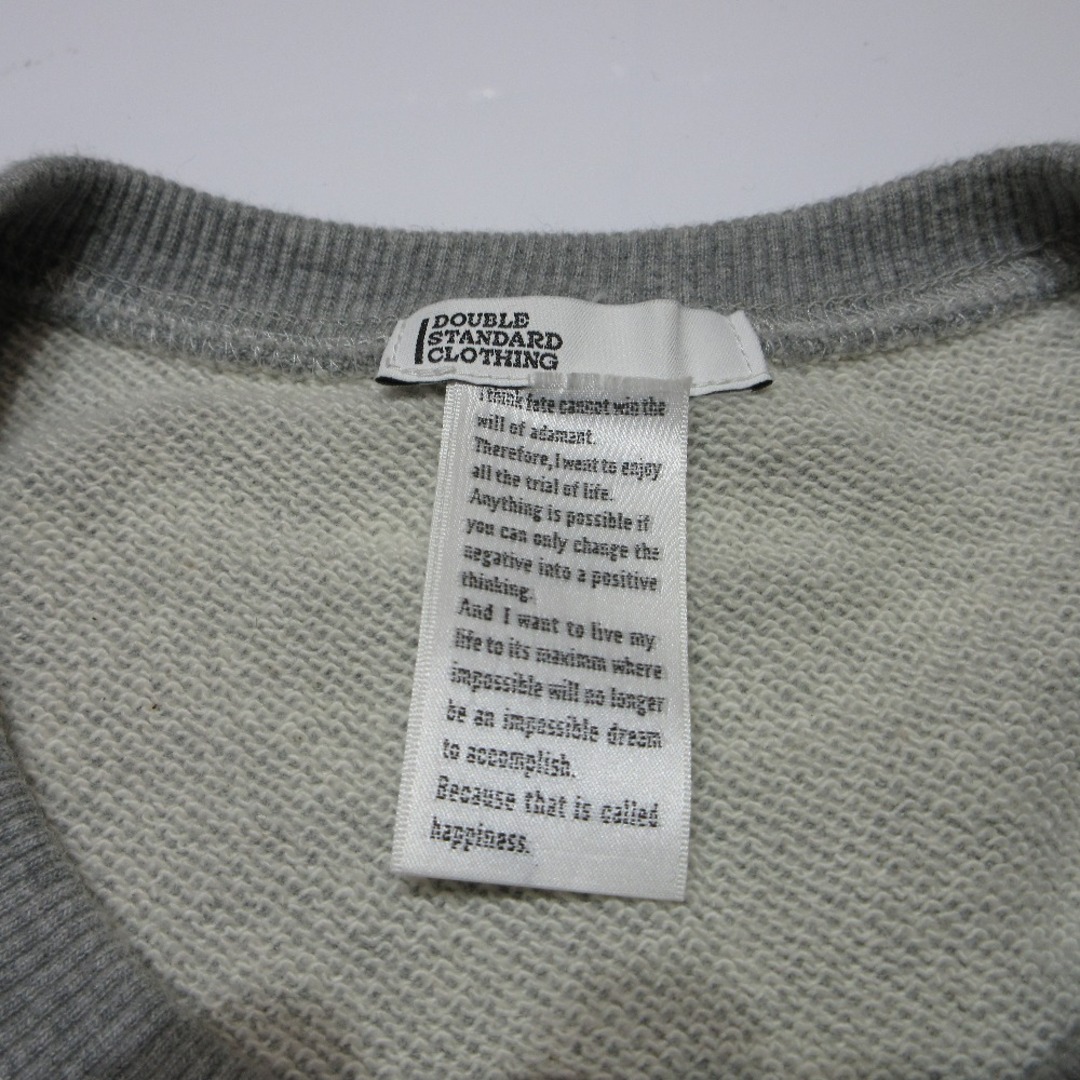 DOUBLE
STANDARD
CLOTHING
I think fate cannot win the
will of adamant.
Therefore, I want to enjoy
all the trial of life.
Anything is possible if
you can only change the
negative into a positive
thinking.
And I want to live my
life to its maximm where
impossible will no longer
be an impossible dream
to accomplish.
Because that is called
happiness.